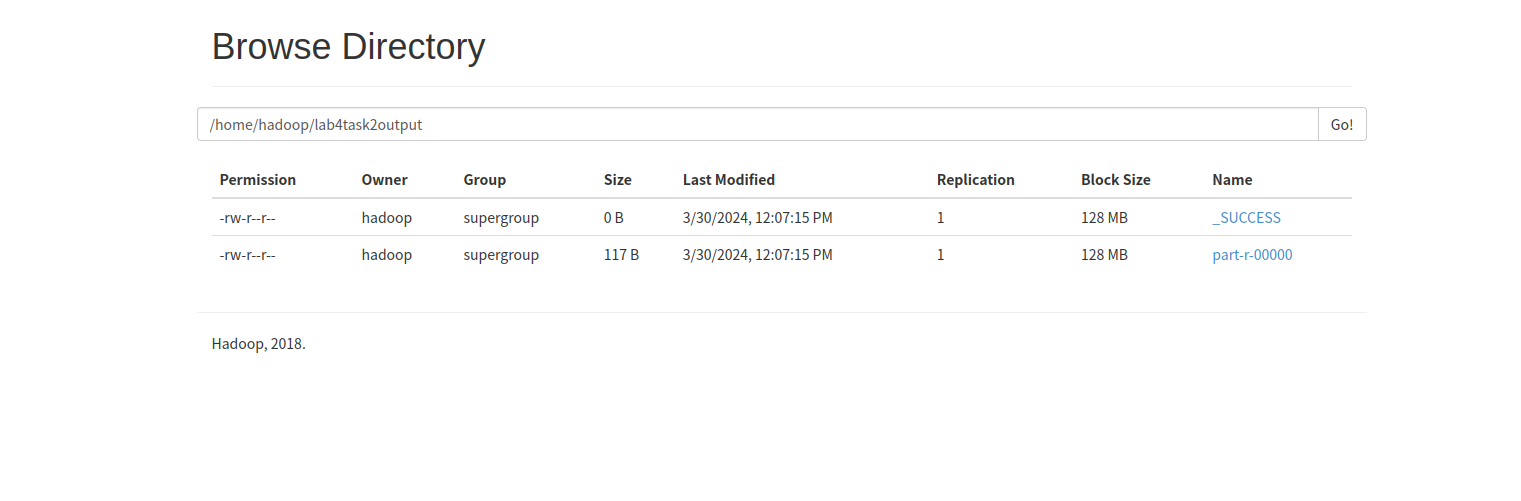 Browse Directory
/home/hadoop/lab4task2output Go!
Permission Owner Group Size Last Modified Replication Block Size Name
-rw-r--r-- hadoop supergroup 0 B 3/30/2024, 12:07:15 PM 1 128 MB _SUCCESS
-rw-r--r-- hadoop supergroup 117 B 3/30/2024, 12:07:15 PM 1 128 MB part-r-00000
Hadoop, 2018.